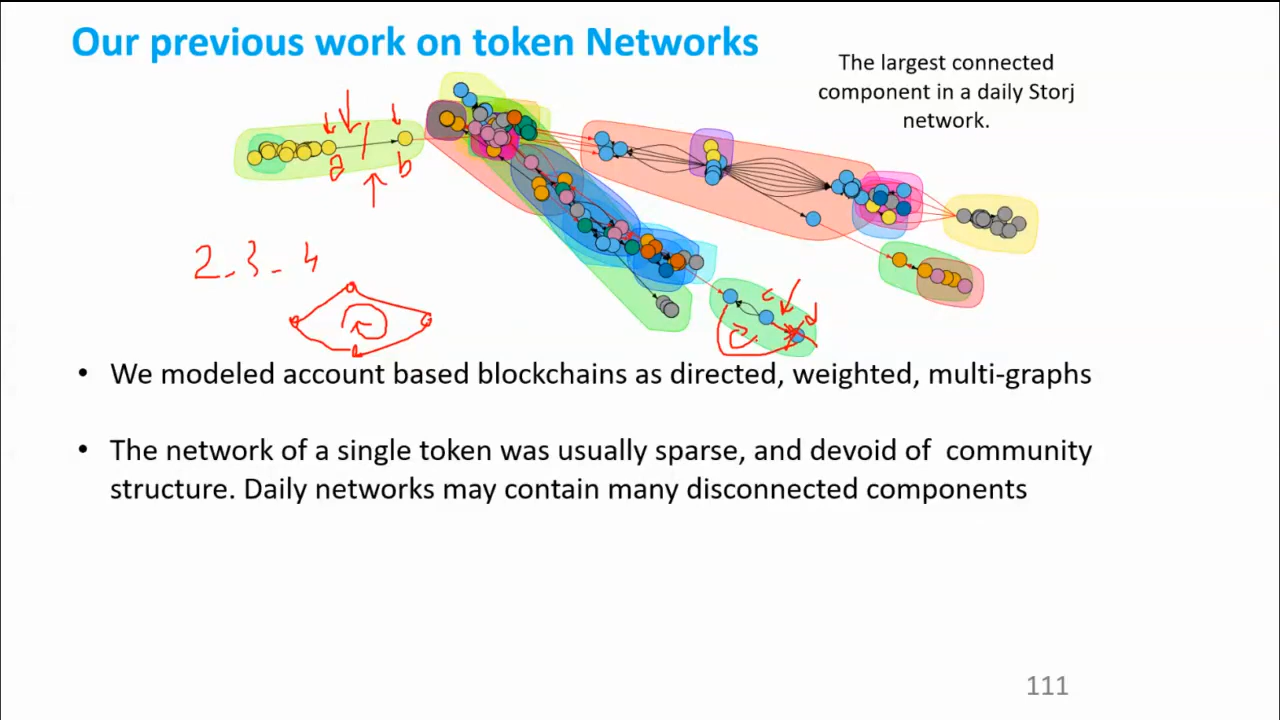 Our previous work on token Networks
The largest connected
component in a daily Storj
network.
a
b
2 - 3 - 4
c
d
• We modeled account based blockchains as directed, weighted, multi-graphs
• The network of a single token was usually sparse, and devoid of community
structure. Daily networks may contain many disconnected components
111